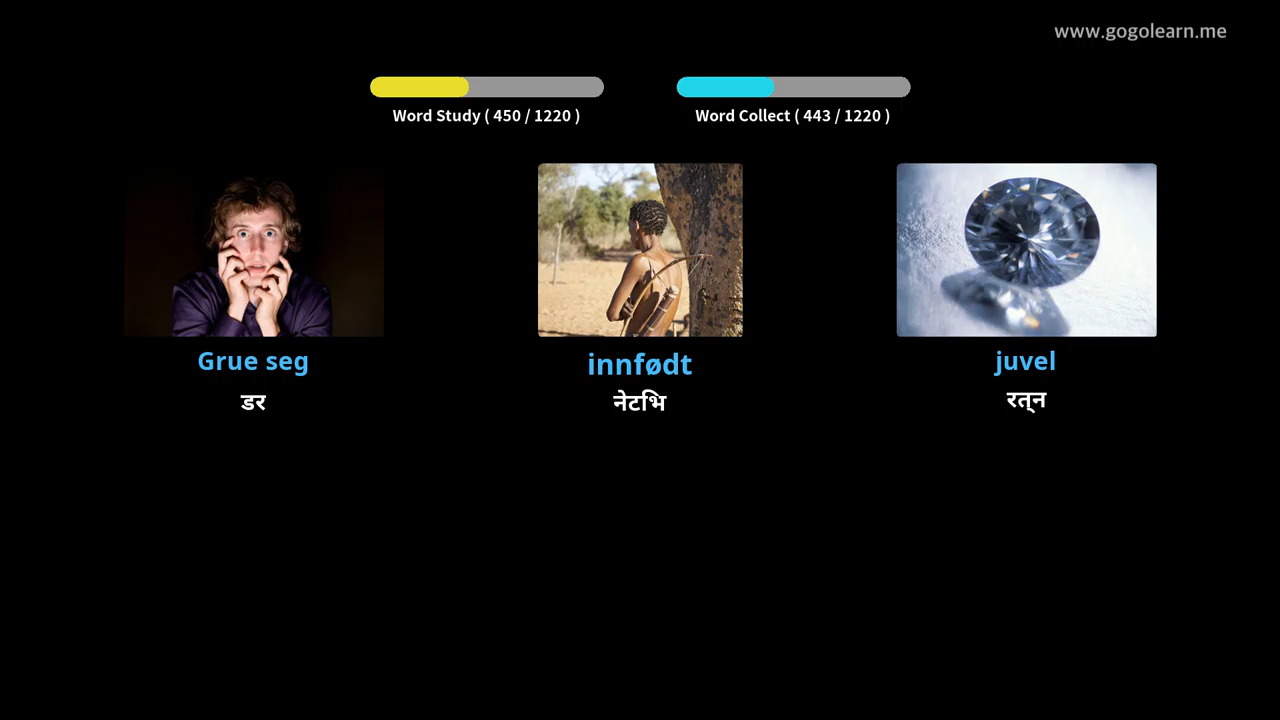 www.gogolearn.me
Word Study ( 450 / 1220 )
Word Collect ( 443 / 1220 )
Grue seg
innfødt
juvel
डर
नेटभि
रत्न